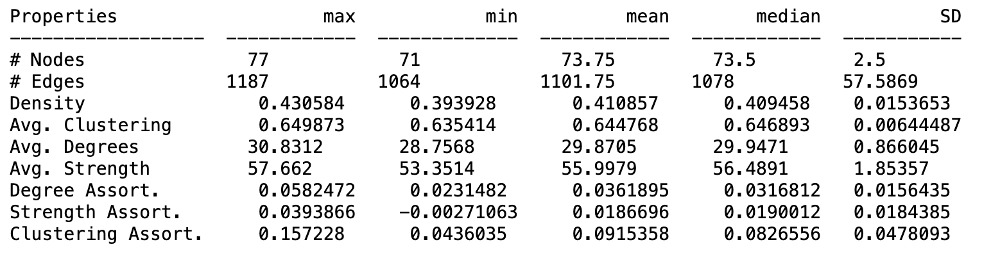 Properties max min mean median SD
------------------ ------------ ------------- ------------ ------------ -----------
# Nodes 77 71 73.75 73.5 2.5
# Edges 1187 1064 1101.75 1078 57.5869
Density 0.430584 0.393928 0.410857 0.409458 0.0153653
Avg. Clustering 0.649873 0.635414 0.644768 0.646893 0.00644487
Avg. Degrees 30.8312 28.7568 29.8705 29.9471 0.866045
Avg. Strength 57.662 53.3514 55.9979 56.4891 1.85357
Degree Assort. 0.0582472 0.0231482 0.0361895 0.0316812 0.0156435
Strength Assort. 0.0393866 −0.00271063 0.0186696 0.0190012 0.0184385
Clustering Assort. 0.157228 0.0436035 0.0915358 0.0826556 0.0478093